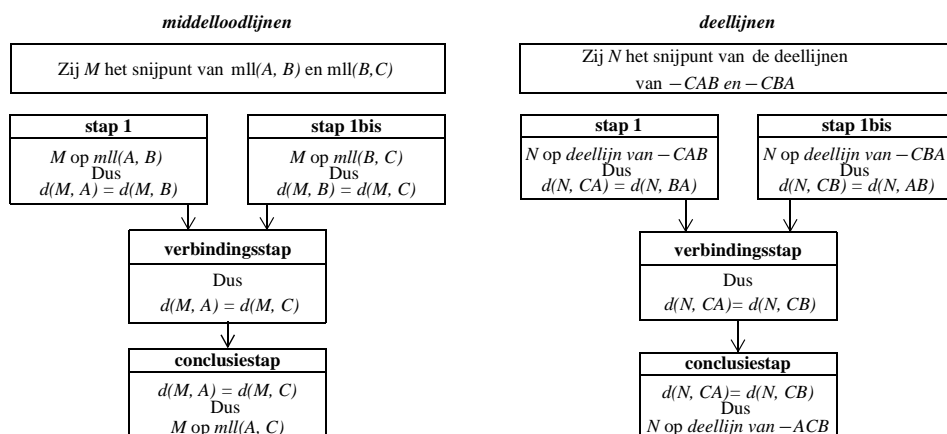 middelloodlijnen
Zij M het snijpunt van mll(A, B) en mll(B,C)
stap 1
M op mll(A, B)
Dus
d(M, A) = d(M, B)
stap 1bis
M op mll(B, C)
Dus
d(M, B) = d(M, C)
verbindingsstap
Dus
d(M, A) = d(M, C)
conclusiestap
d(M, A) = d(M, C)
Dus
M op mll(A, C)
deellijnen
Zij N het snijpunt van de deellijnen
van –CAB en –CBA
stap 1
N op deellijn van –CAB
Dus
d(N, CA) = d(N, BA)
stap 1bis
N op deellijn van –CBA
Dus
d(N, CB) = d(N, AB)
verbindingsstap
Dus
d(N, CA)= d(N, CB)
conclusiestap
d(N, CA)= d(N, CB)
Dus
N op deellijn van –ACB